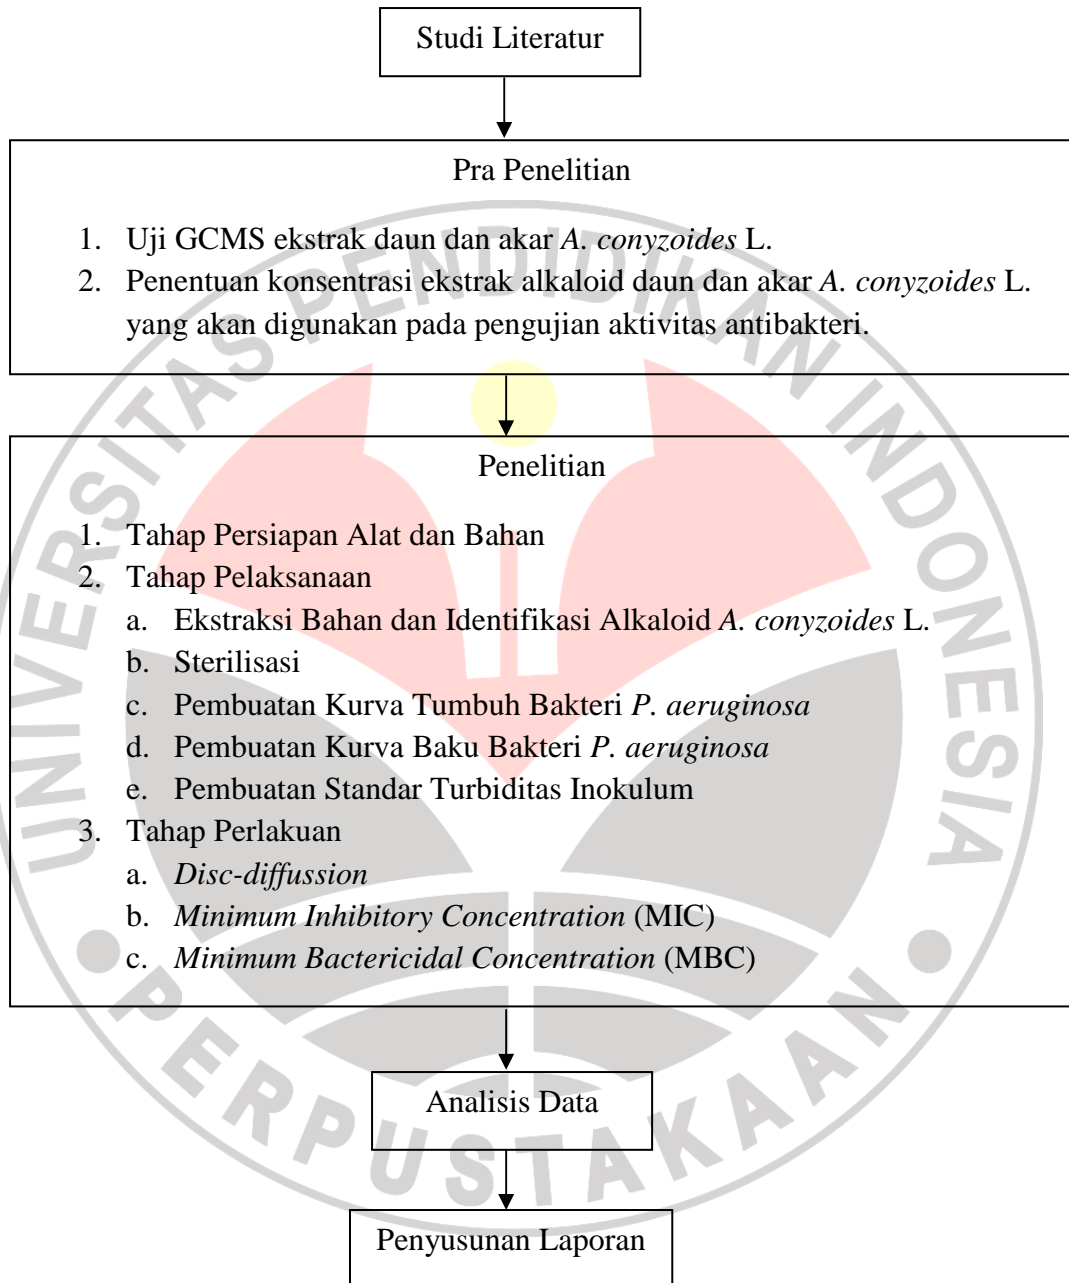 Studi Literatur
Pra Penelitian
1. Uji GCMS ekstrak daun dan akar A. conyzoides L.
2. Penentuan konsentrasi ekstrak alkaloid daun dan akar A. conyzoides L.
yang akan digunakan pada pengujian aktivitas antibakteri.
Penelitian
1. Tahap Persiapan Alat dan Bahan
2. Tahap Pelaksanaan
a. Ekstraksi Bahan dan Identifikasi Alkaloid A. conyzoides L.
b. Sterilisasi
c. Pembuatan Kurva Tumbuh Bakteri P. aeruginosa
d. Pembuatan Kurva Baku Bakteri P. aeruginosa
e. Pembuatan Standar Turbiditas Inokulum
3. Tahap Perlakuan
a. Disc-diffussion
b. Minimum Inhibitory Concentration (MIC)
c. Minimum Bactericidal Concentration (MBC)
Analisis Data
Penyusunan Laporan
UNIVERSITAS PENDIDIKAN INDONESIA
PERPUSTAKAAN